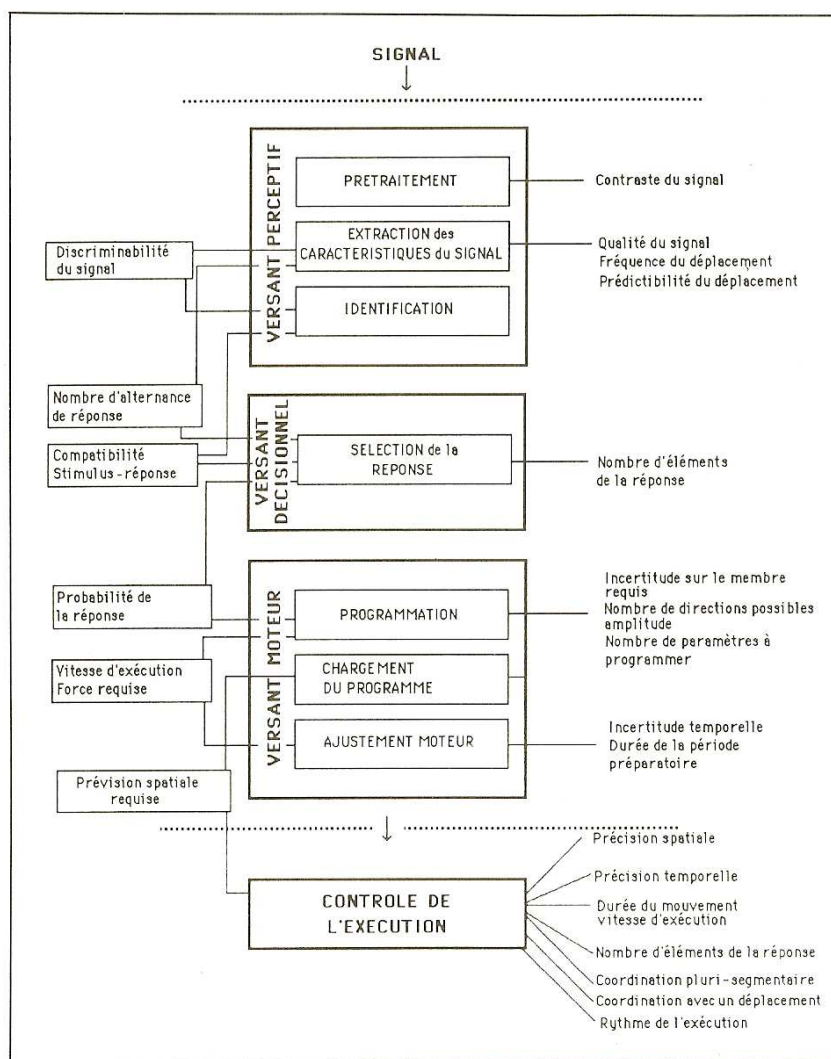 SIGNAL
VERSANT PERCEPTIF
PRETRAITEMENT
Contraste du signal
EXTRACTION des
CARACTERISTIQUES du SIGNAL
Qualité du signal
Fréquence du déplacement
Prédictibilité du déplacement
Discriminabilité
du signal
IDENTIFICATION
Nombre d'alternance
de réponse
Compatibilité
Stimulus-réponse
VERSANT
DECISIONNEL
SELECTION de la
REPONSE
Nombre d'éléments
de la réponse
Probabilité de
la réponse
Vitesse d'exécution
Force requise
VERSANT MOTEUR
PROGRAMMATION
Incertitude sur le membre
requis
Nombre de directions possibles
amplitude
Nombre de paramètres à
programmer
CHARGEMENT
DU PROGRAMME
AJUSTEMENT MOTEUR
Incertitude temporelle
Durée de la période
préparatoire
Prévision spatiale
requise
CONTROLE DE
L'EXECUTION
Précision spatiale
Précision temporelle
Durée du mouvement
vitesse d'exécution
Nombre d'éléments de la réponse
Coordination pluri-segmentaire
Coordination avec un déplacement
Rythme de l'exécution